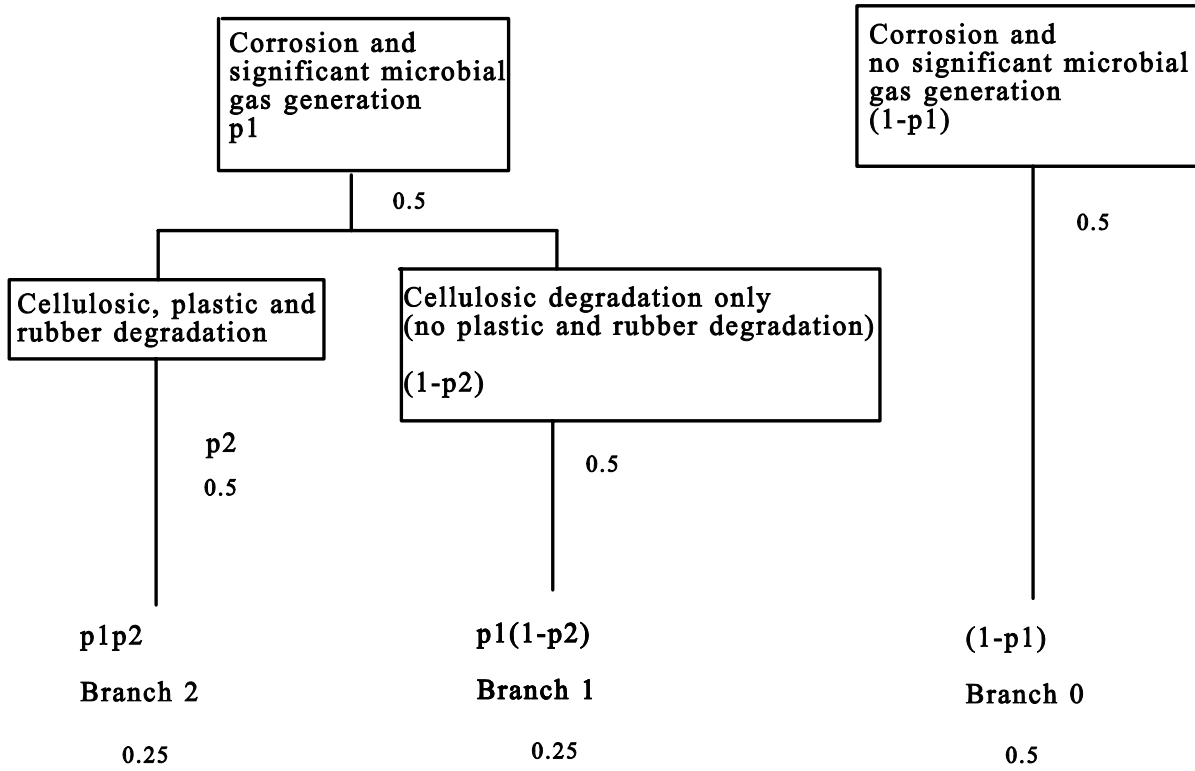 Corrosion and
significant microbial
gas generation
p1
Corrosion and
no significant microbial
gas generation
(1-p1)
0.5
0.5
Cellulosic, plastic and
rubber degradation
Cellulosic degradation only
(no plastic and rubber degradation)
(1-p2)
p2
0.5
0.5
p1p2
Branch 2
0.25
p1(1-p2)
Branch 1
0.25
(1-p1)
Branch 0
0.5